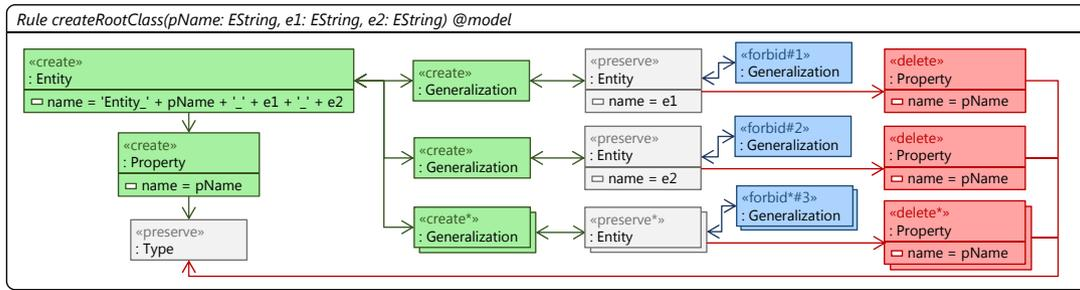 Rule createRootClass(pName: EString, e1: EString, e2: EString) @model
«create»
: Entity
name = 'Entity_' + pName + '_' + e1 + '_' + e2
«create»
: Property
name = pName
«preserve»
: Type
«create»
: Generalization
«preserve»
: Entity
name = e1
«forbid#1»
: Generalization
«delete»
: Property
name = pName
«create»
: Generalization
«preserve»
: Entity
name = e2
«forbid#2»
: Generalization
«delete»
: Property
name = pName
«create*»
: Generalization
«preserve*»
: Entity
«forbid*#3»
: Generalization
«delete*»
: Property
name = pName